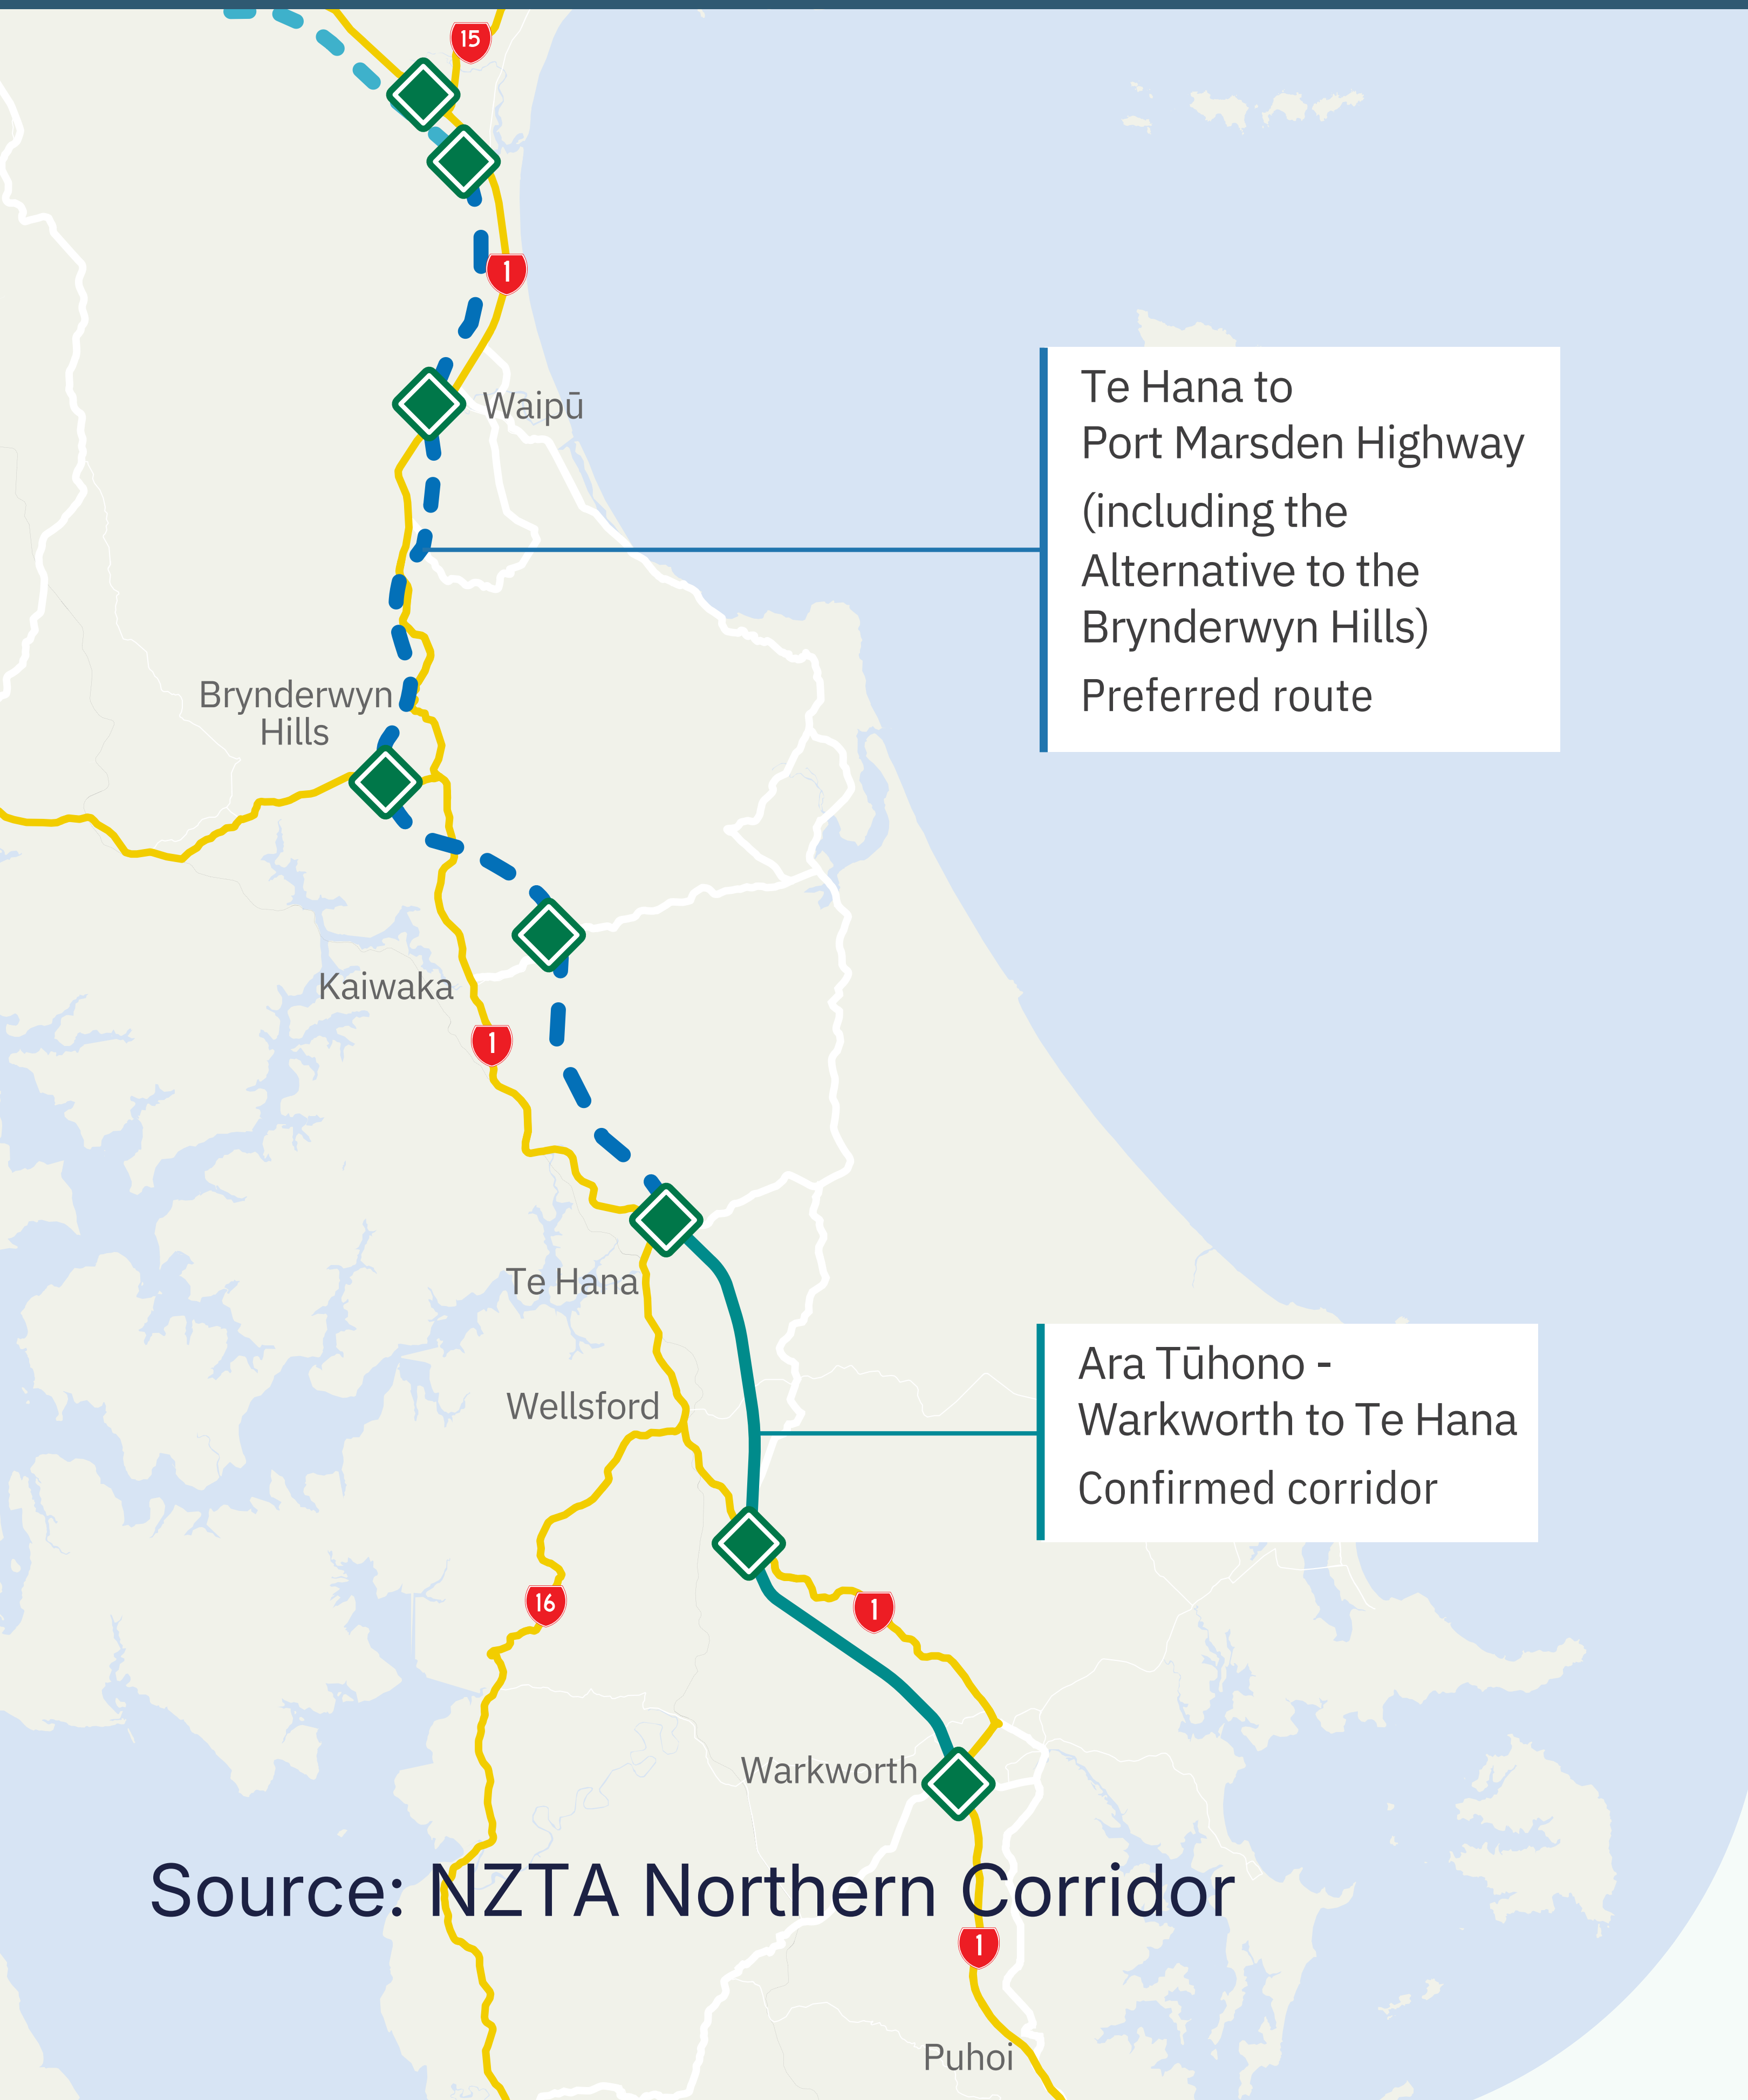 15
1
Waipū
Te Hana to
Port Marsden Highway
(including the
Alternative to the
Brynderwyn Hills)
Preferred route
Brynderwyn
Hills
Kaiwaka
1
Te Hana
Ara Tūhono -
Warkworth to Te Hana
Confirmed corridor
Wellsford
16
1
Warkworth
Source: NZTA Northern Corridor
1
Puhoi